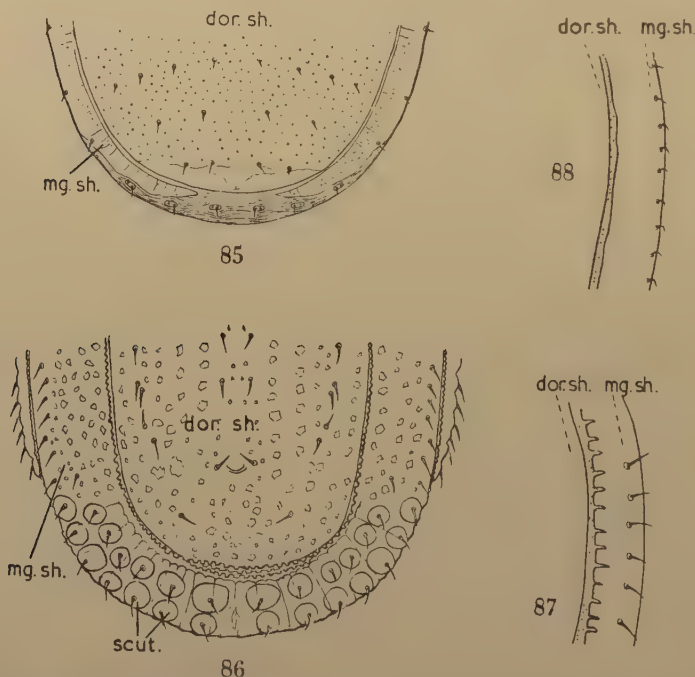 dor. sh.
mg. sh.
85
dor. sh. mg. sh.
88
dor. sh.
mg. sh.
scut.
86
dor. sh. mg. sh.
87